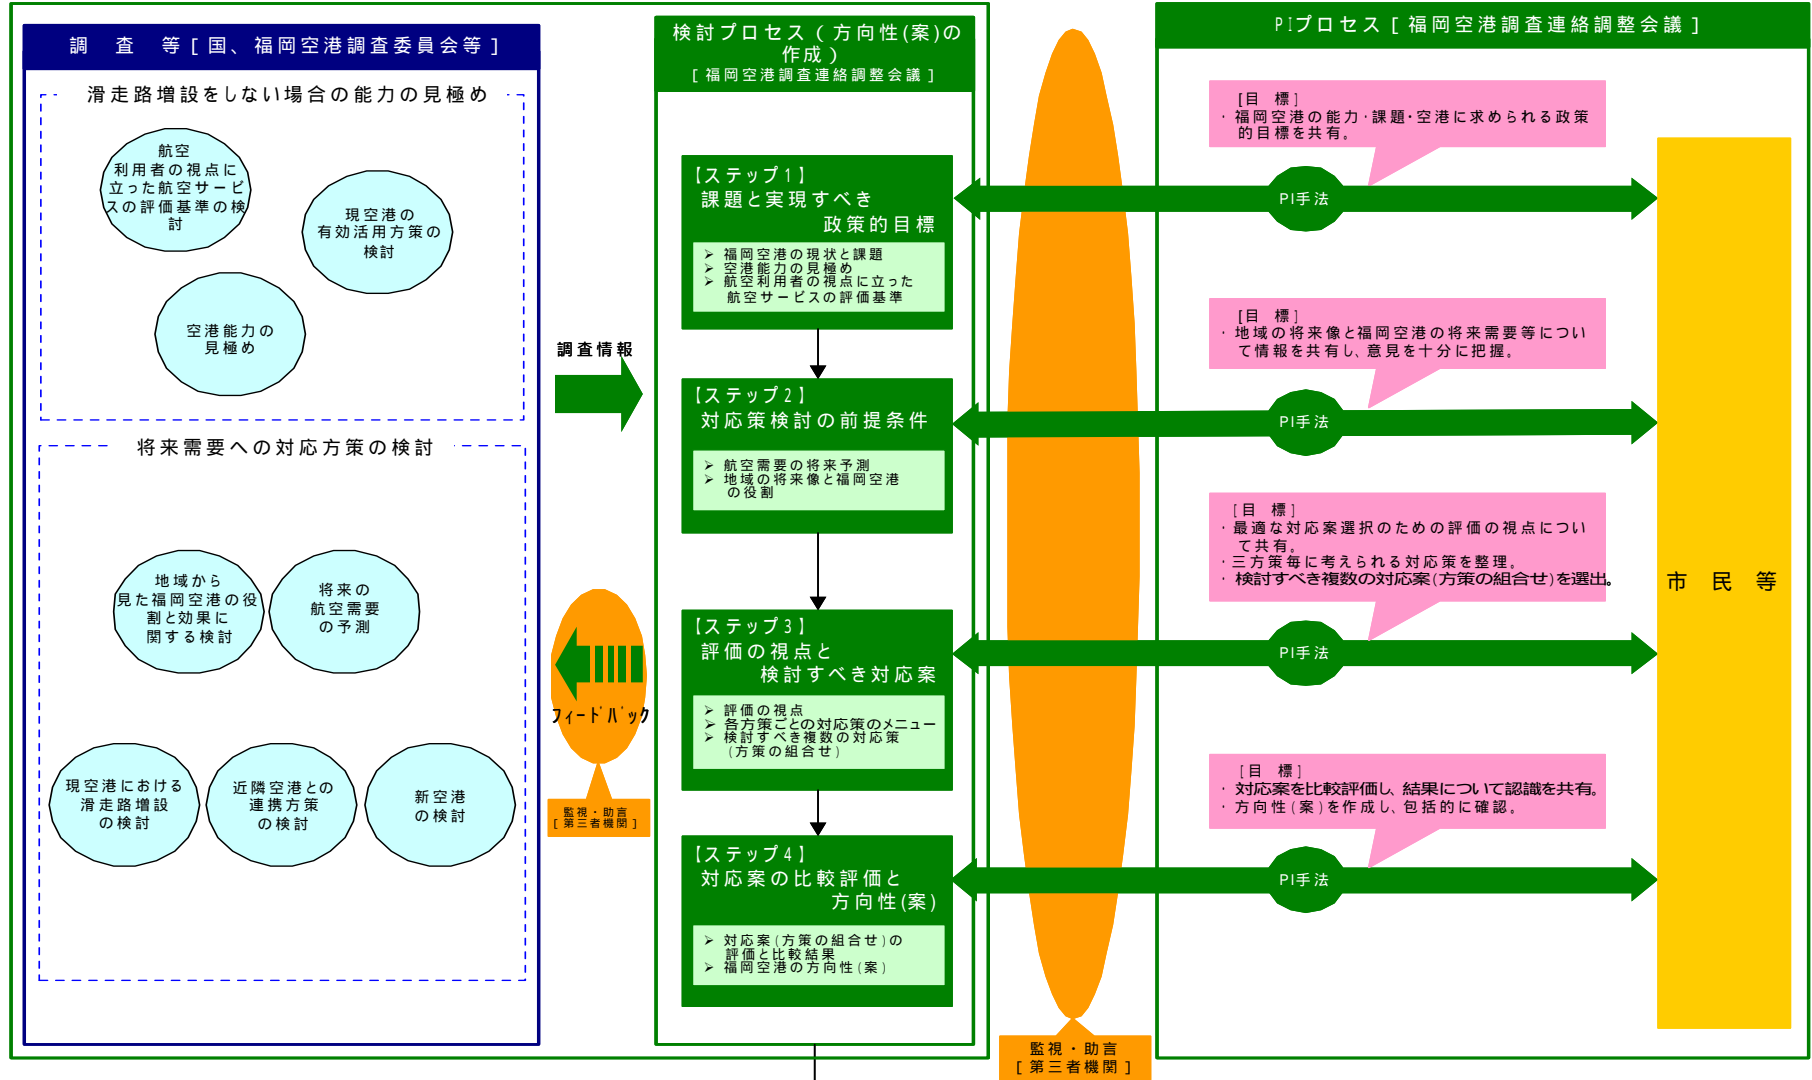 調 査 等[国、福岡空港調査委員会等]
滑走路増設をしない場合の能力の見極め
航空
利用者の視点に
立った航空サービ
スの評価基準の検
討
現空港の
有効活用方策の
検討
空港能力の
見極め
将来需要への対応方策の検討
地域から
見た福岡空港の役
割と効果に
関する検討
将来の
航空需要
の予測
現空港における
滑走路増設
の検討
近隣空港との
連携方策
の検討
新空港
の検討
調査情報
フィードバック
監視・助言
[第三者機関]
検討プロセス(方向性(案)の
作成)
[福岡空港調査連絡調整会議]
【ステップ1】
課題と実現すべき
政策的目標
➢ 福岡空港の現状と課題
➢ 空港能力の見極め
➢ 航空利用者の視点に立った
航空サービスの評価基準
【ステップ2】
対応策検討の前提条件
➢ 航空需要の将来予測
➢ 地域の将来像と福岡空港
の役割
【ステップ3】
評価の視点と
検討すべき対応案
➢ 評価の視点
➢ 各方策ごとの対応策のメニュー
➢ 検討すべき複数の対応策
(方策の組合せ)
【ステップ4】
対応案の比較評価と
方向性(案)
➢ 対応案(方策の組合せ)の
評価と比較結果
➢ 福岡空港の方向性(案)
監視・助言
[第三者機関]
PIプロセス[福岡空港調査連絡調整会議]
[目 標]
・福岡空港の能力・課題・空港に求められる政策
的目標を共有。
PI手法
[目 標]
・地域の将来像と福岡空港の将来需要等につい
て情報を共有し、意見を十分に把握。
PI手法
[目 標]
・最適な対応案選択のための評価の視点につい
て共有。
・三方策毎に考えられる対応策を整理。
・検討すべき複数の対応案(方策の組合せ)を選出。
PI手法
[目 標]
・対応案を比較評価し、結果について認識を共有。
・方向性(案)を作成し、包括的に確認。
PI手法
市 民 等